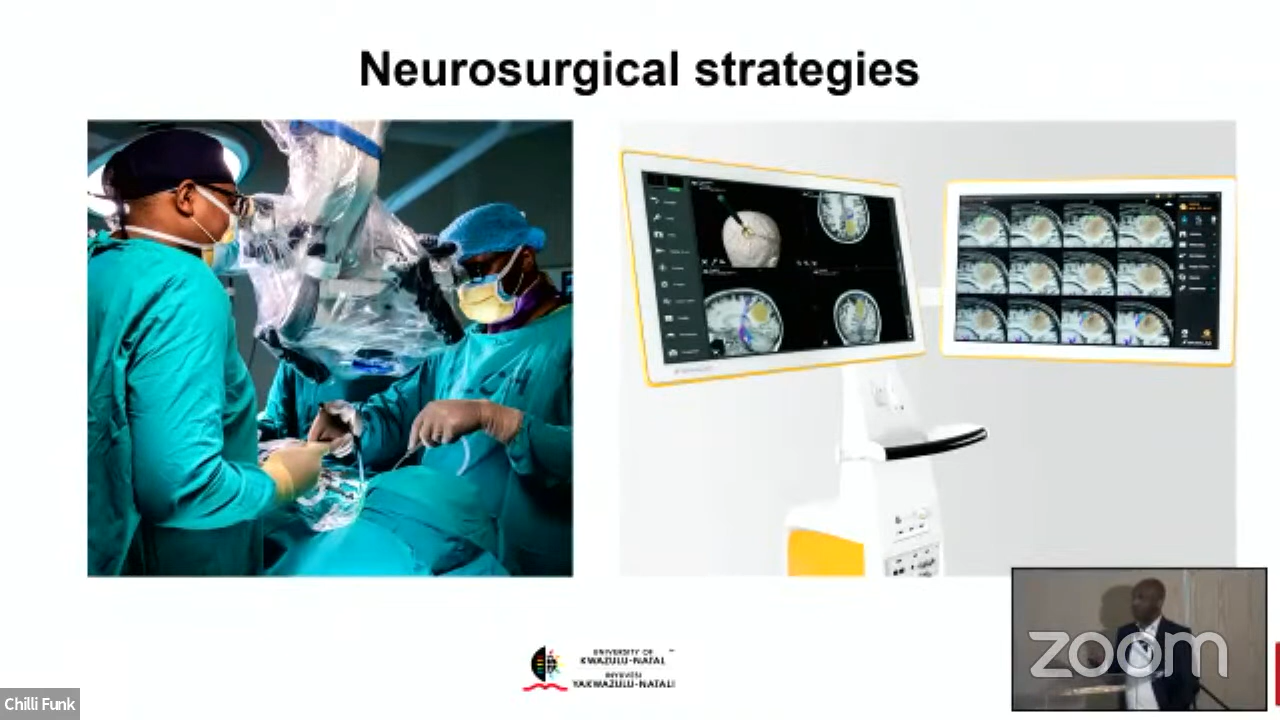 Neurosurgical strategies
UNIVERSITY OF
KWAZULU-NATAL
INYUVESI
YAKWAZULU-NATALI
zoom
Chilli Funk